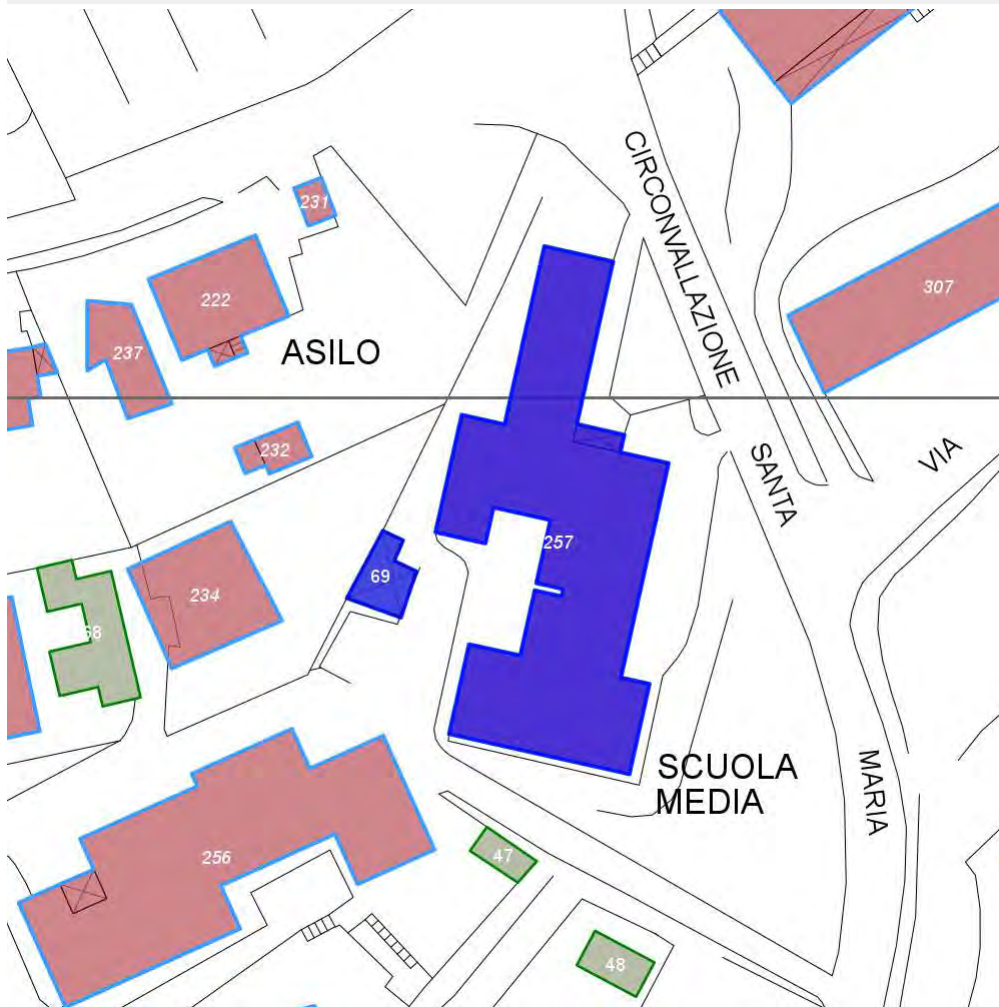 CIRCONVALLAZIONE
231
222
307
237
ASILO
232
VIA
SANTA
257
69
234
68
SCUOLA
MEDIA
MARIA
256
47
48